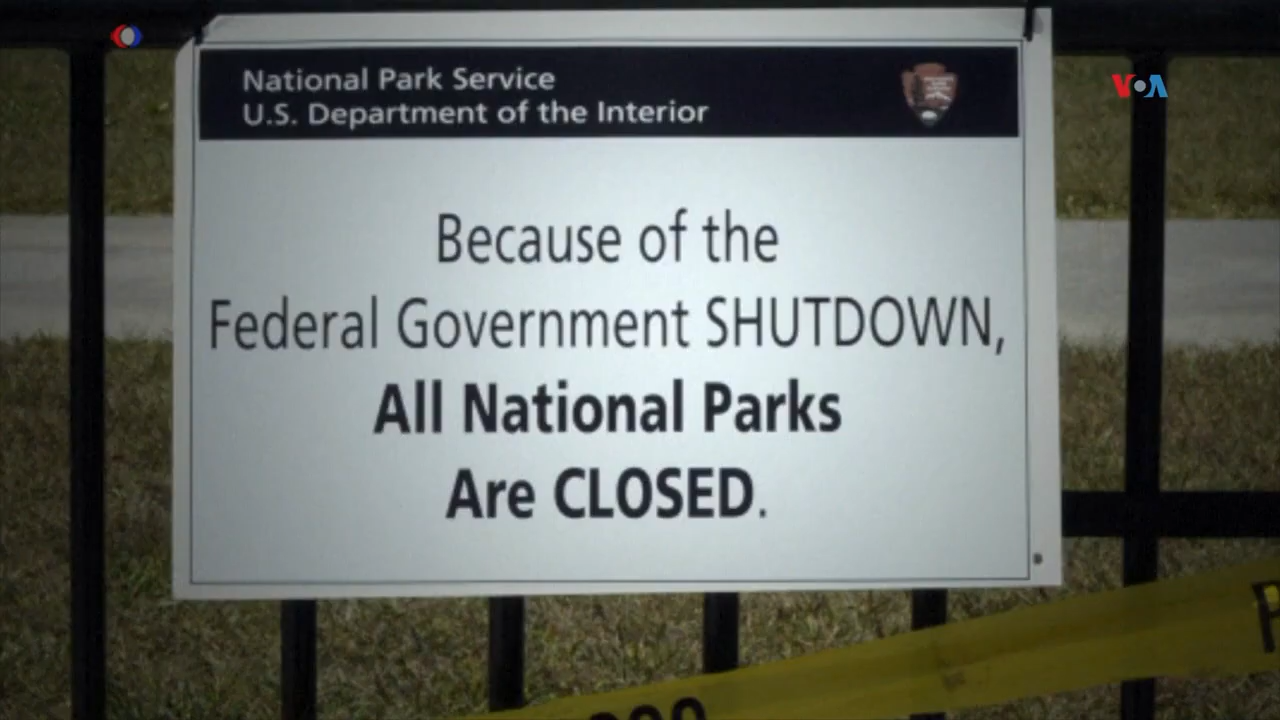 National Park Service
U.S. Department of the Interior
VOA
Because of the
Federal Government SHUTDOWN,
All National Parks
Are CLOSED.